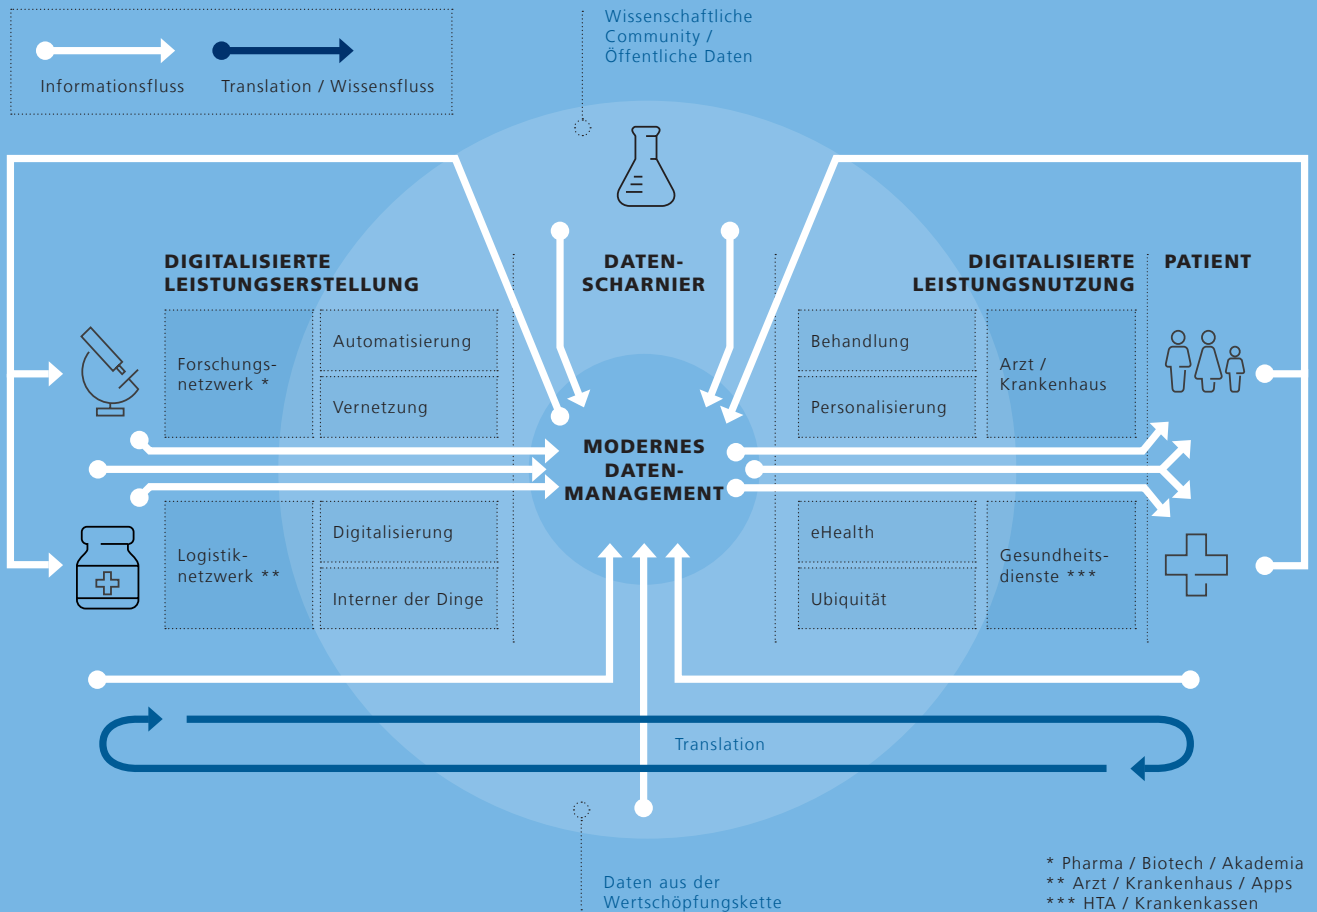 Informationsfluss
Translation / Wissensfluss
Wissenschaftliche
Community /
Öffentliche Daten
DIGITALISIERTE
LEISTUNGSERSTELLUNG
DATEN-
SCHARNIER
DIGITALISIERTE
LEISTUNGSNUTZUNG
PATIENT
Forschungs-
netzwerk *
Automatisierung
Vernetzung
Behandlung
Personalisierung
Arzt /
Krankenhaus
MODERNES
DATEN-
MANAGEMENT
Logistik-
netzwerk **
Digitalisierung
Interner der Dinge
eHealth
Ubiquität
Gesundheits-
dienste ***
Translation
Daten aus der
Wertschöpfungskette
* Pharma / Biotech / Akademia
** Arzt / Krankenhaus / Apps
*** HTA / Krankenkassen